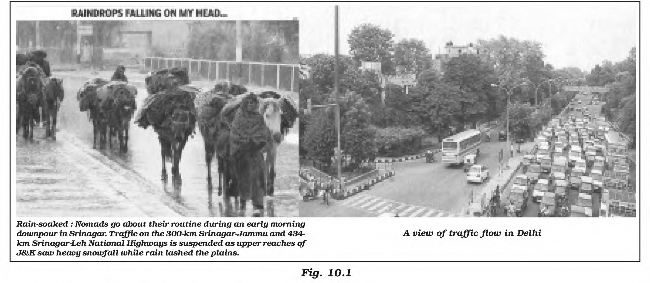 RAINDROPS FALLING ON MY HEAD...
Rain-soaked : Nomads go about their routine during an early morning
downpour in Srinagar. Traffic on the 300-km Srinagar-Jammu and 434-
km Srinagar-Leh National Highways is suspended as upper reaches of
J&K saw heavy snowfall while rain lashed the plains.
A view of traffic flow in Delhi
Fig. 10.1